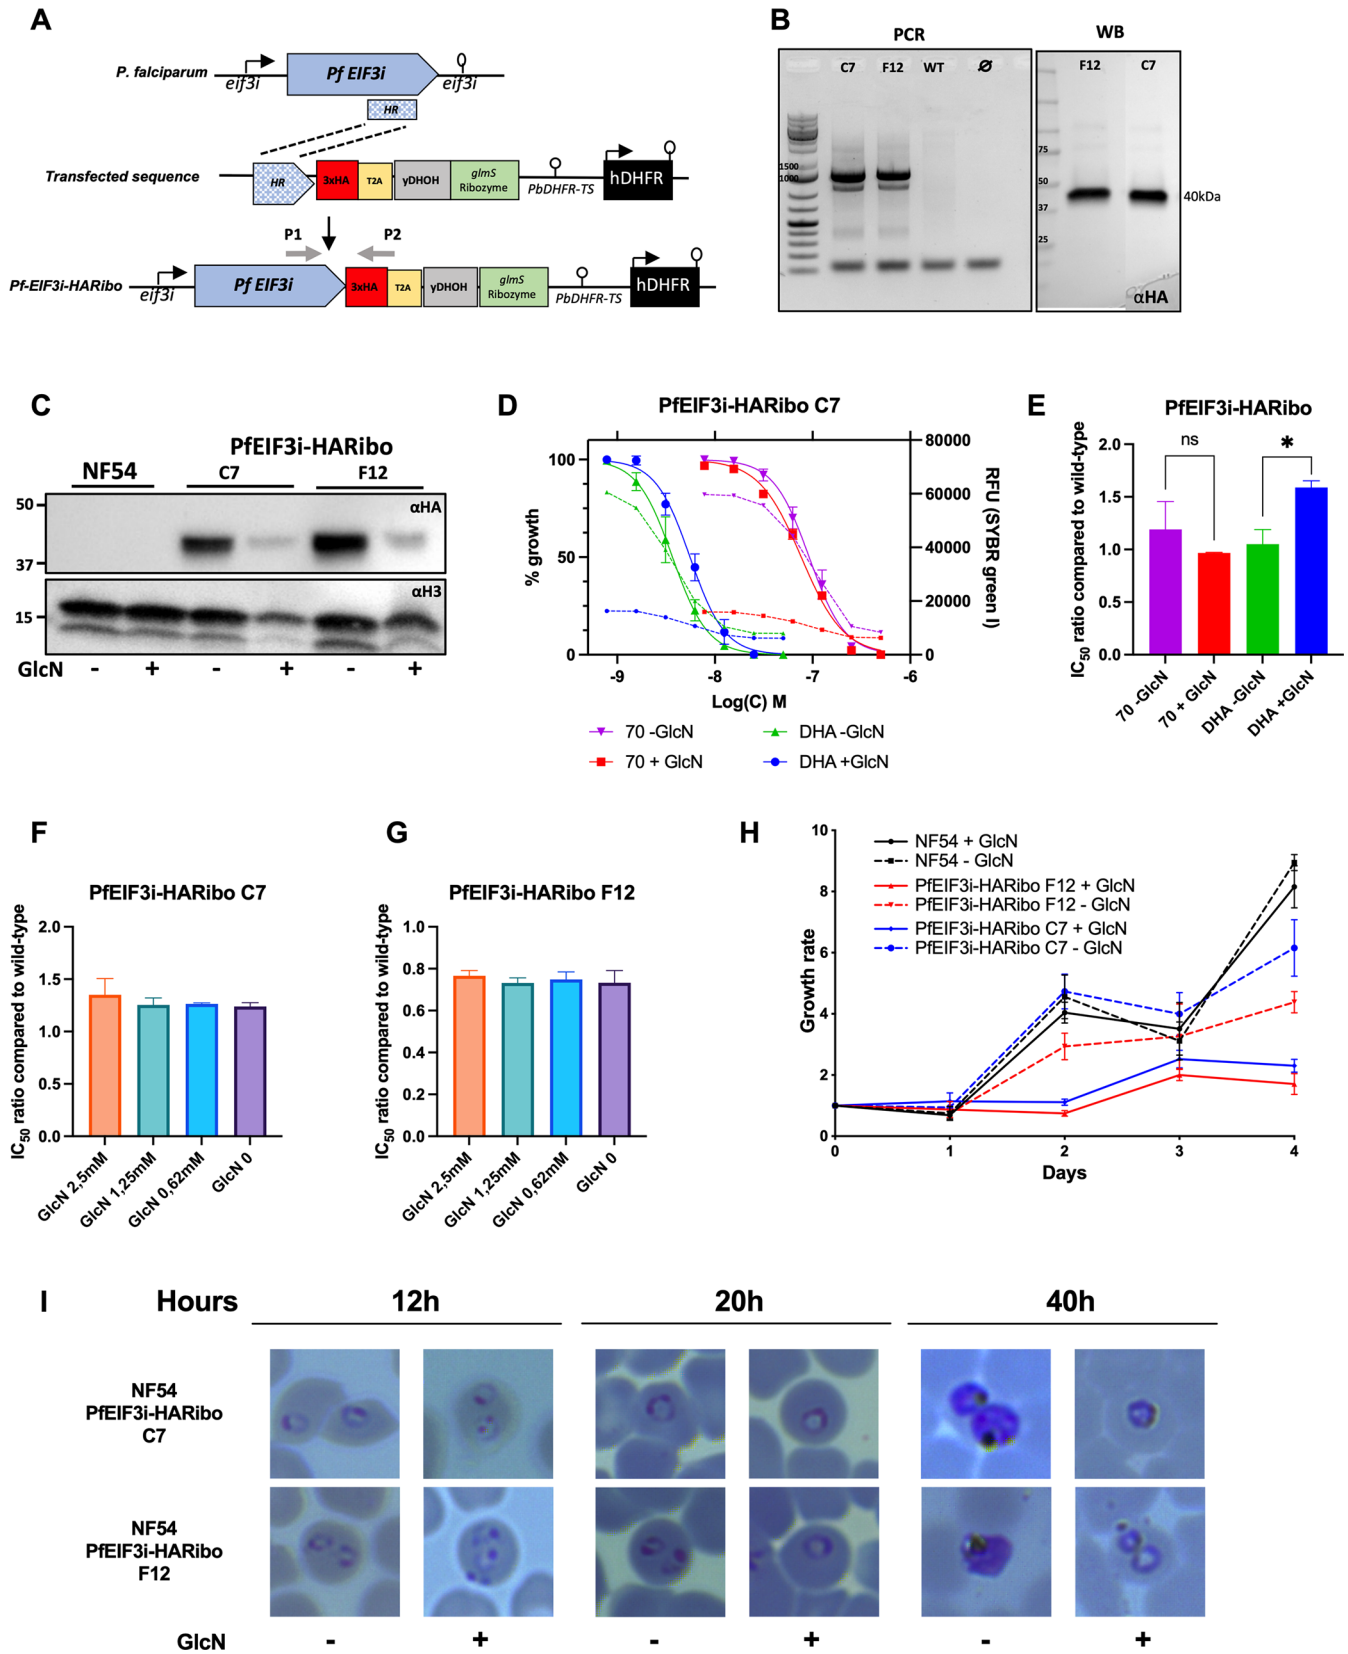 A
P. falciparum
eif3i
Pf EIF3i
eif3i
HR
Transfected sequence
HR
3xHA
T2A
yDHOH
glmS
Ribozyme
PbDHFR-TS
hDHFR
P1
P2
Pf-EIF3i-HARibo
eif3i
Pf EIF3i
3xHA
T2A
yDHOH
glmS
Ribozyme
PbDHFR-TS
hDHFR
B
PCR
WB
C7
F12
WT
Ø
F12
C7
1500
1000
75
50
37
25
40kDa
αHA
C
PfEIF3i-HARibo
NF54
C7
F12
50
37
15
αHA
αH3
GlcN
-
+
-
+
-
+
D
PfEIF3i-HARibo C7
% growth
100
50
0
RFU (SYBR green I)
80000
60000
40000
20000
0
-9
-8
-7
-6
Log(C) M
70 -GlcN
DHA -GlcN
70 + GlcN
DHA +GlcN
E
PfEIF3i-HARibo
IC50 ratio compared to wild-type
2.0
1.5
1.0
0.5
0.0
ns
*
70 -GlcN
70 + GlcN
DHA -GlcN
DHA +GlcN
F
PfEIF3i-HARibo C7
IC50 ratio compared to wild-type
2.0
1.5
1.0
0.5
0.0
GlcN 2,5mM
GlcN 1,25mM
GlcN 0,62mM
GlcN 0
G
PfEIF3i-HARibo F12
IC50 ratio compared to wild-type
1.0
0.8
0.6
0.4
0.2
0.0
GlcN 2,5mM
GlcN 1,25mM
GlcN 0,62mM
GlcN 0
H
Growth rate
10
8
6
4
2
0
NF54 + GlcN
NF54 - GlcN
PfEIF3i-HARibo F12 + GlcN
PfEIF3i-HARibo F12 - GlcN
PfEIF3i-HARibo C7 + GlcN
PfEIF3i-HARibo C7 - GlcN
0
1
2
3
4
Days
I
Hours
12h
20h
40h
NF54
PfEIF3i-HARibo
C7
NF54
PfEIF3i-HARibo
F12
GlcN
-
+
-
+
-
+